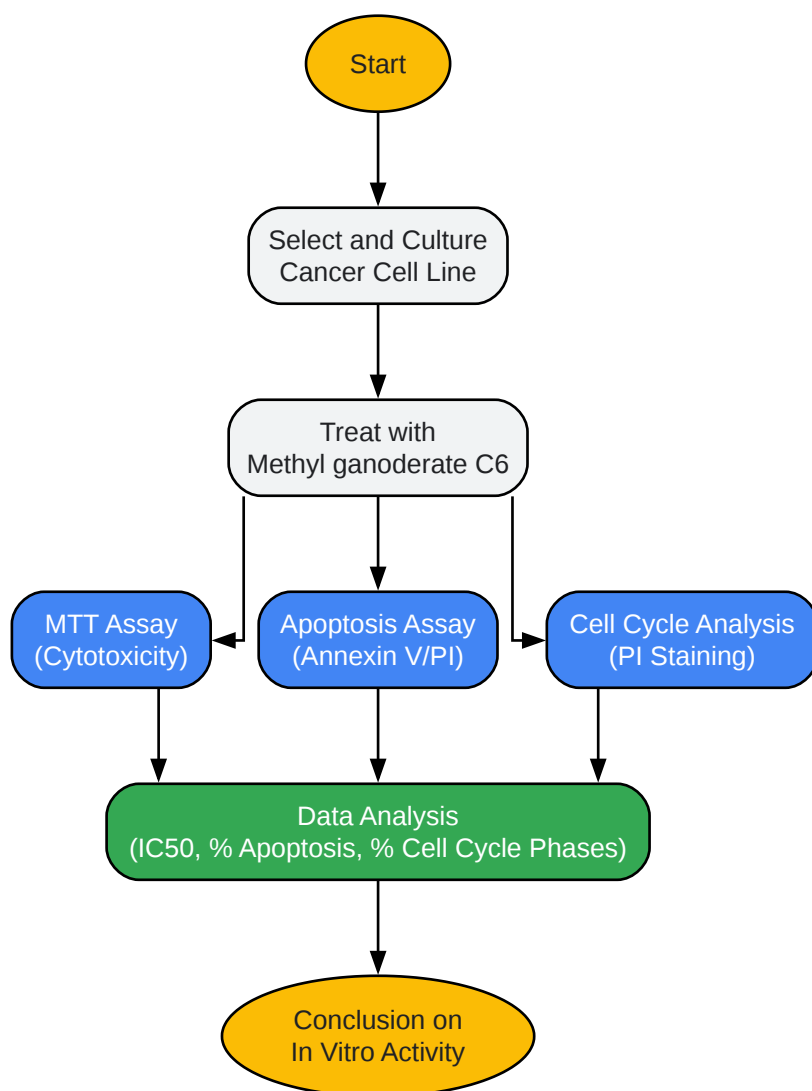 Start
Select and Culture
Cancer Cell Line
Treat with
Methyl ganoderate C6
MTT Assay
(Cytotoxicity)
Apoptosis Assay
(Annexin V/PI)
Cell Cycle Analysis
(PI Staining)
Data Analysis
(IC50, % Apoptosis, % Cell Cycle Phases)
Conclusion on
In Vitro Activity